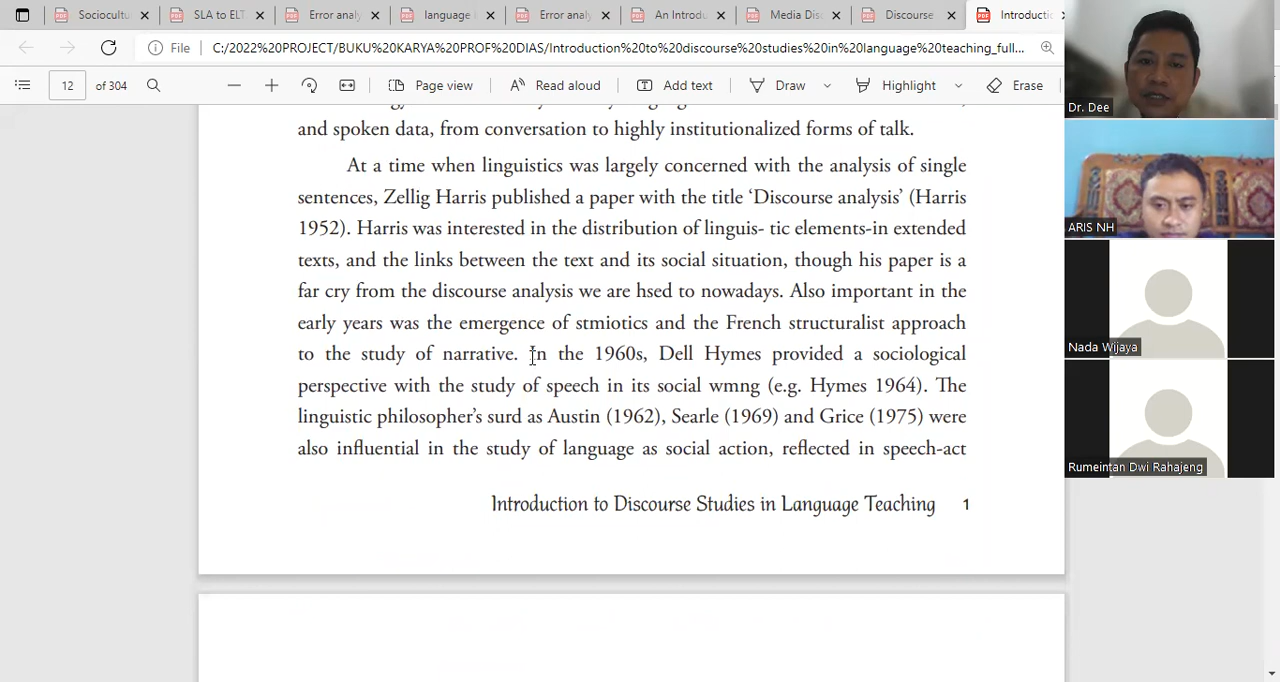 Sociocultu
SLA to ELT
Error analy
language l
Error analy
An Introdu
Media Disc
Discourse
Introductio
File
C:/2022%20PROJECT/BUKU%20KARYA%20PROF%20DIAS/Introduction%20to%20discourse%20studies%20in%20language%20teaching_full...
12 of 304
Page view
Read aloud
Add text
Draw
Highlight
Erase
and spoken data, from conversation to highly institutionalized forms of talk.
At a time when linguistics was largely concerned with the analysis of single
sentences, Zellig Harris published a paper with the title ‘Discourse analysis’ (Harris
1952). Harris was interested in the distribution of linguis- tic elements-in extended
texts, and the links between the text and its social situation, though his paper is a
far cry from the discourse analysis we are hsed to nowadays. Also important in the
early years was the emergence of stmiotics and the French structuralist approach
to the study of narrative. In the 1960s, Dell Hymes provided a sociological
perspective with the study of speech in its social wmng (e.g. Hymes 1964). The
linguistic philosopher’s surd as Austin (1962), Searle (1969) and Grice (1975) were
also influential in the study of language as social action, reflected in speech-act
Introduction to Discourse Studies in Language Teaching 1
Dr. Dee
ARIS NH
Nada Wijaya
Rumeintan Dwi Rahajeng